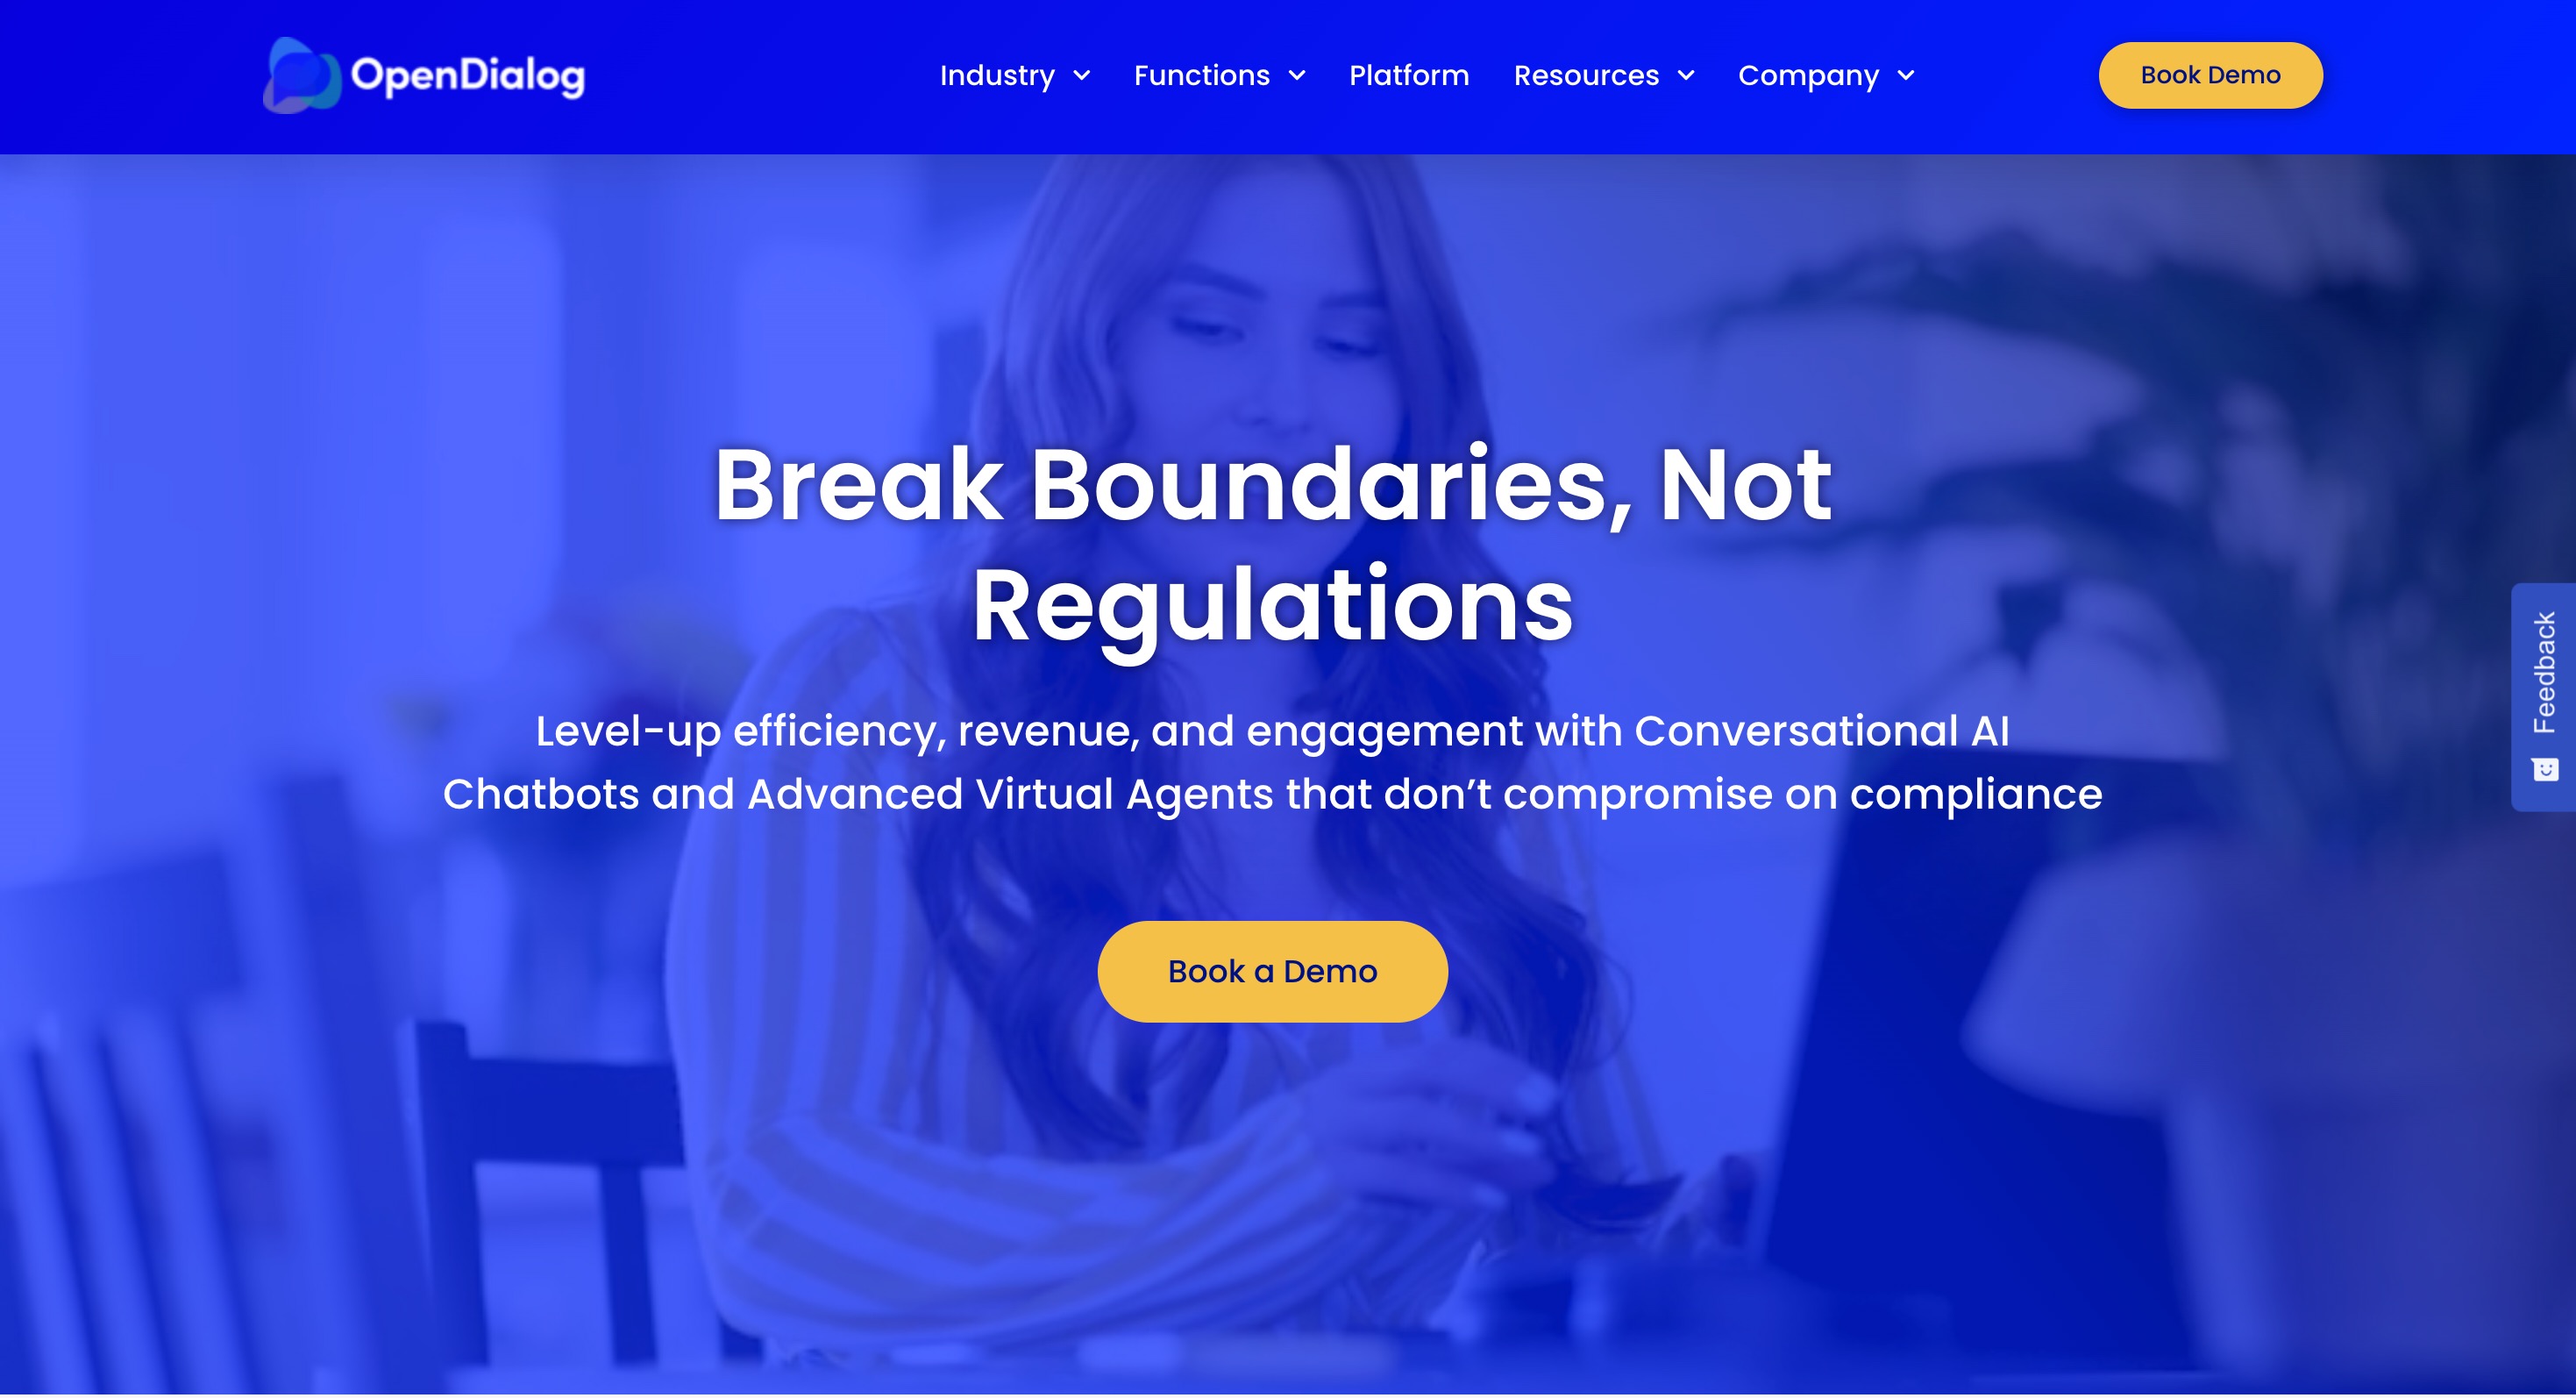 OpenDialog
Industry
Functions
Platform
Resources
Company
Book Demo
Break Boundaries, Not
Regulations
Level-up efficiency, revenue, and engagement with Conversational AI
Chatbots and Advanced Virtual Agents that don’t compromise on compliance
Book a Demo
Feedback